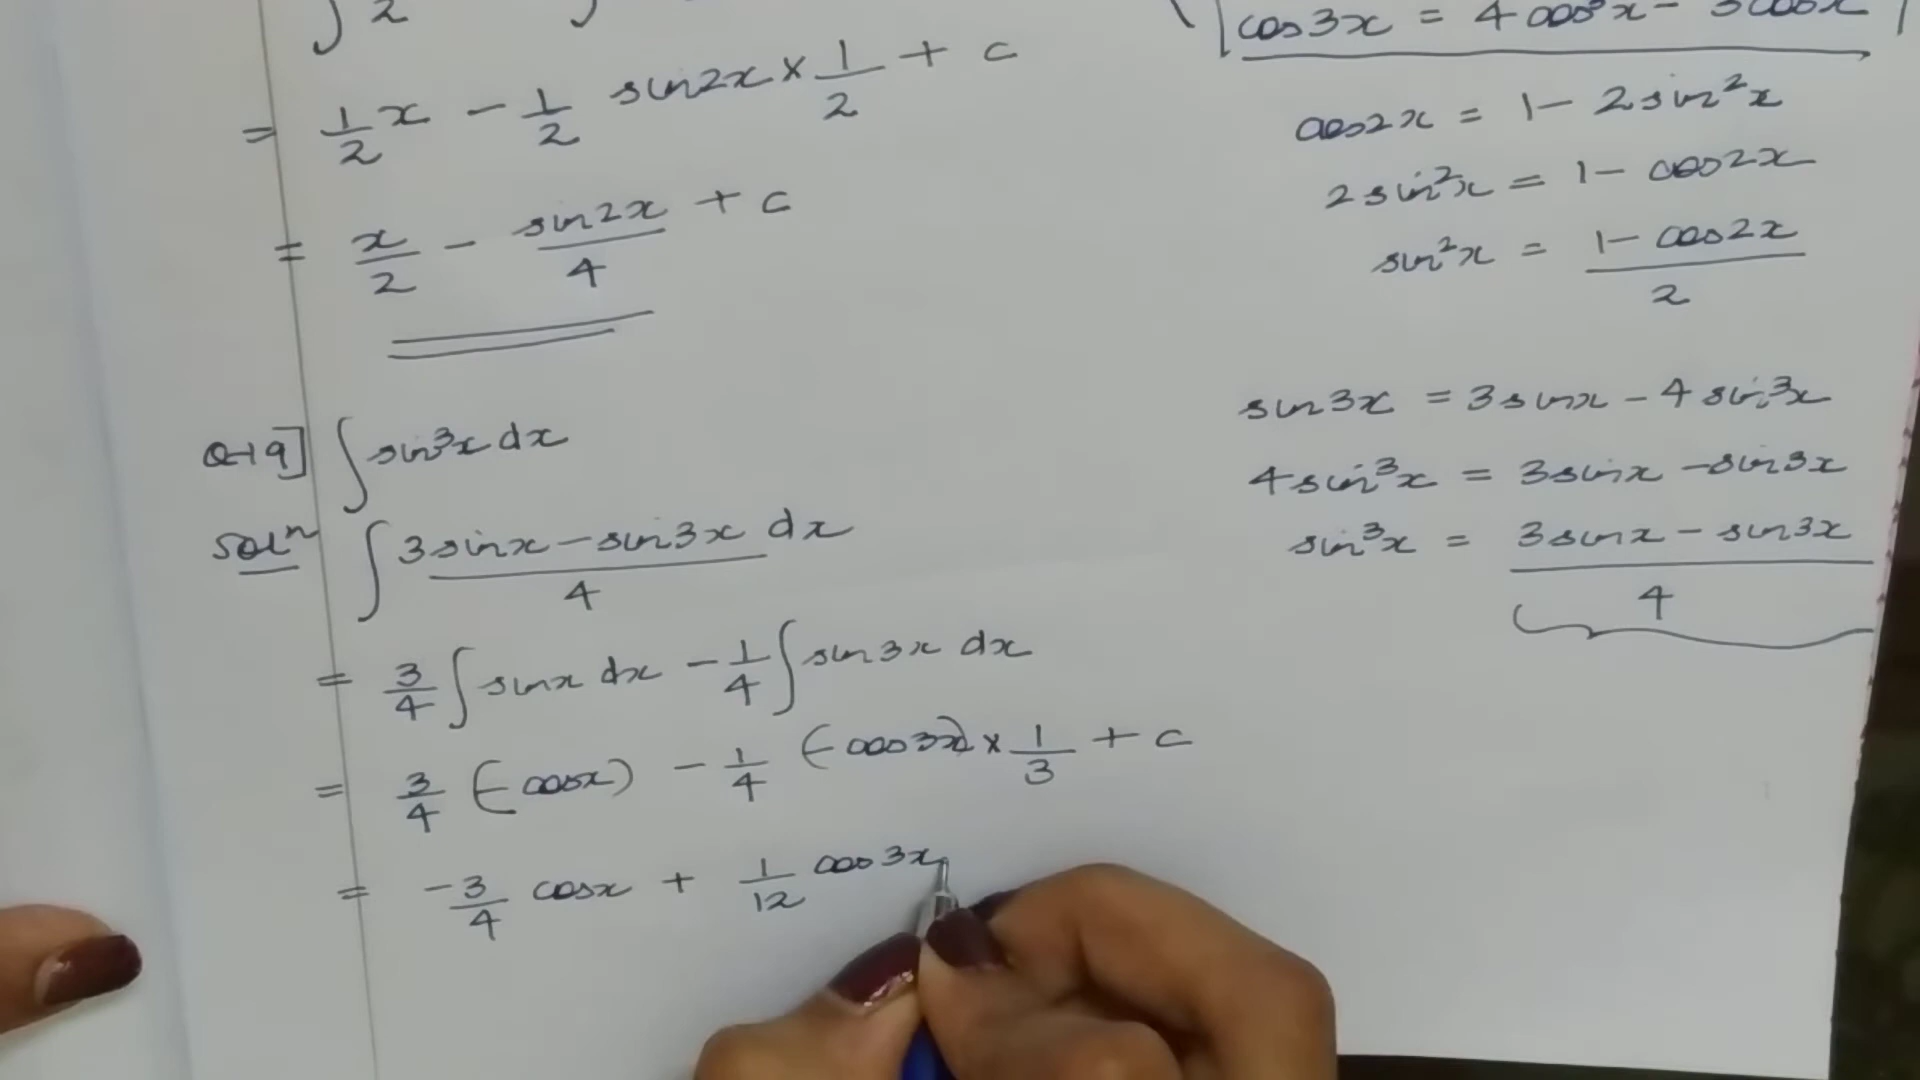 ∫ 2 ∫
= 1/2 x - 1/2 sin2x × 1/2 + c
= x/2 - sin2x/4 + c
Q-19] ∫ sin³x dx
Solⁿ ∫ 3sinx - sin3x/4 dx
= 3/4 ∫ sinx dx - 1/4 ∫ sin3x dx
= 3/4 (-cosx) - 1/4 (-cos3x) × 1/3 + c
= -3/4 cosx + 1/12 cos3x
cos3x = 4cos³x - 3cosx
cos2x = 1 - 2sin²x
2sin²x = 1 - cos2x
sin²x = 1 - cos2x/2
sin3x = 3sinx - 4sin³x
4sin³x = 3sinx - sin3x
sin³x = 3sinx - sin3x/4